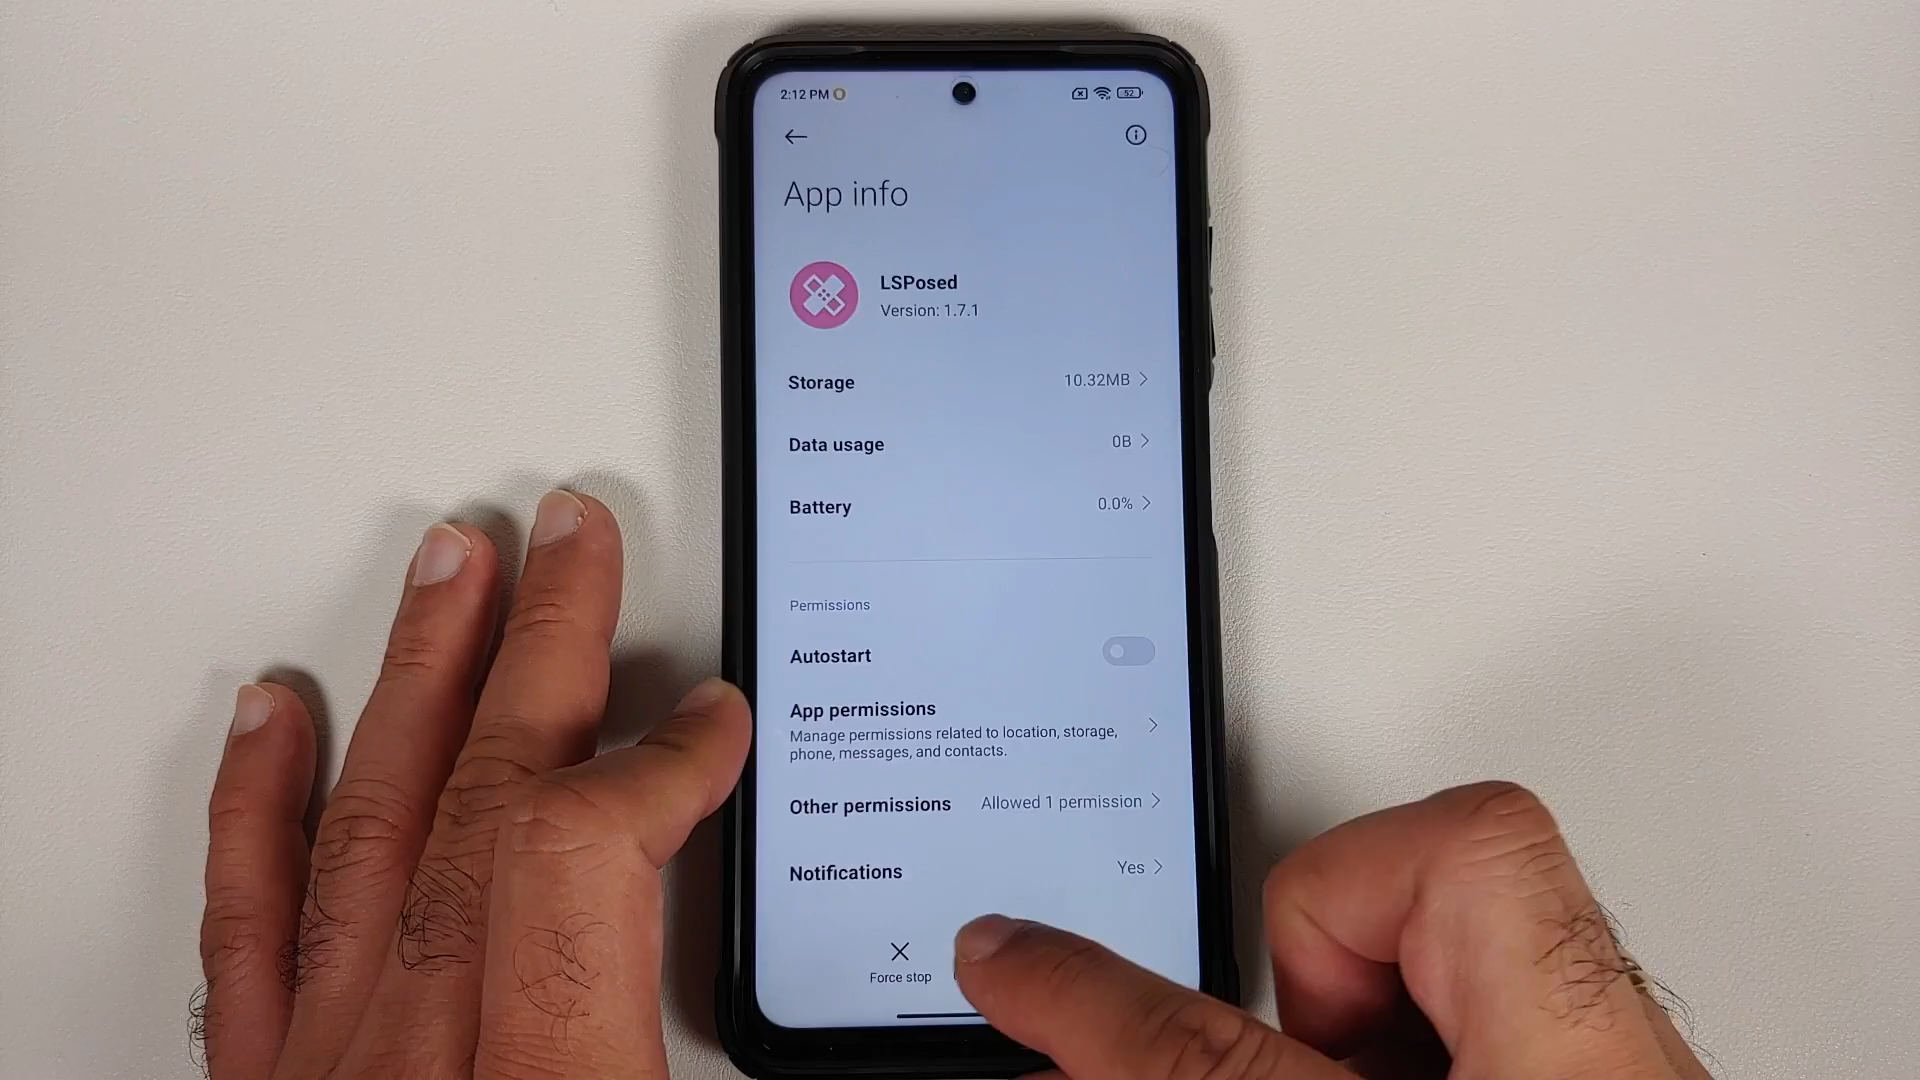 2:12 PM
52
App info
LSPosed
Version: 1.7.1
Storage 10.32MB
Data usage 0B
Battery 0.0%
Permissions
Autostart
App permissions
Manage permissions related to location, storage,
phone, messages, and contacts.
Other permissions Allowed 1 permission
Notifications Yes
Force stop